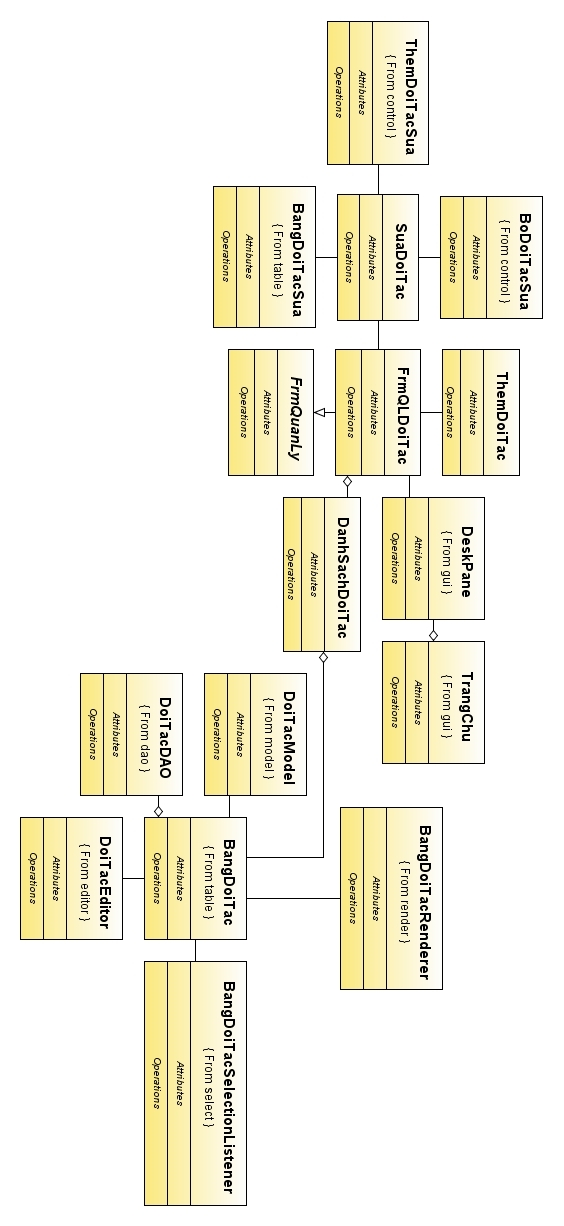 ThemDoiTacSua
{ From control }
Attributes
Operations
BoDoiTacSua
{ From control }
Attributes
Operations
SuaDoiTac
Attributes
Operations
BangDoiTacSua
{ From table }
Attributes
Operations
ThemDoiTac
Attributes
Operations
FrmQLDoiTac
Attributes
Operations
FrmQuanLy
Attributes
Operations
DeskPane
{ From gui }
Attributes
Operations
DanhSachDoiTac
Attributes
Operations
TrangChu
{ From gui }
Attributes
Operations
DoiTacModel
{ From model }
Attributes
Operations
DoiTacDAO
{ From dao }
Attributes
Operations
BangDoiTacRenderer
{ From render }
Attributes
Operations
BangDoiTac
{ From table }
Attributes
Operations
DoiTacEditor
{ From editor }
Attributes
Operations
BangDoiTacSelectionListener
{ From select }
Attributes
Operations